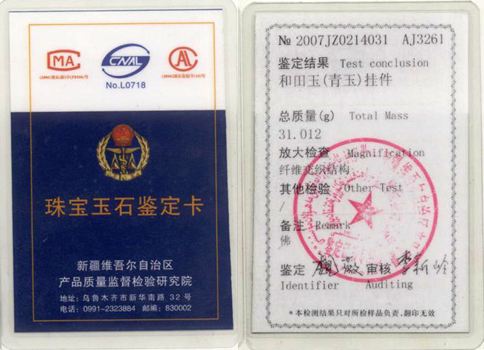 MA
CNAL
AL
No.L0718
珠宝玉石鉴定卡
新疆维吾尔自治区
产品质量监督检验研究院
地址: 乌鲁木齐市新华南路 32 号
电话: 0991-2323884 邮编: 830002
№ 2007JZ0214031 AJ3261
鉴定结果 Test conclusion
和田玉(青玉)挂件
总质量(g) Total Mass
31.012
放大检查 Magnification
纤维交织结构
其他检验 Other Test
/
备注 Remark
佛
鉴定 审核
Identifier Auditing
*本检测结果只对所检样品负责、翻印无效